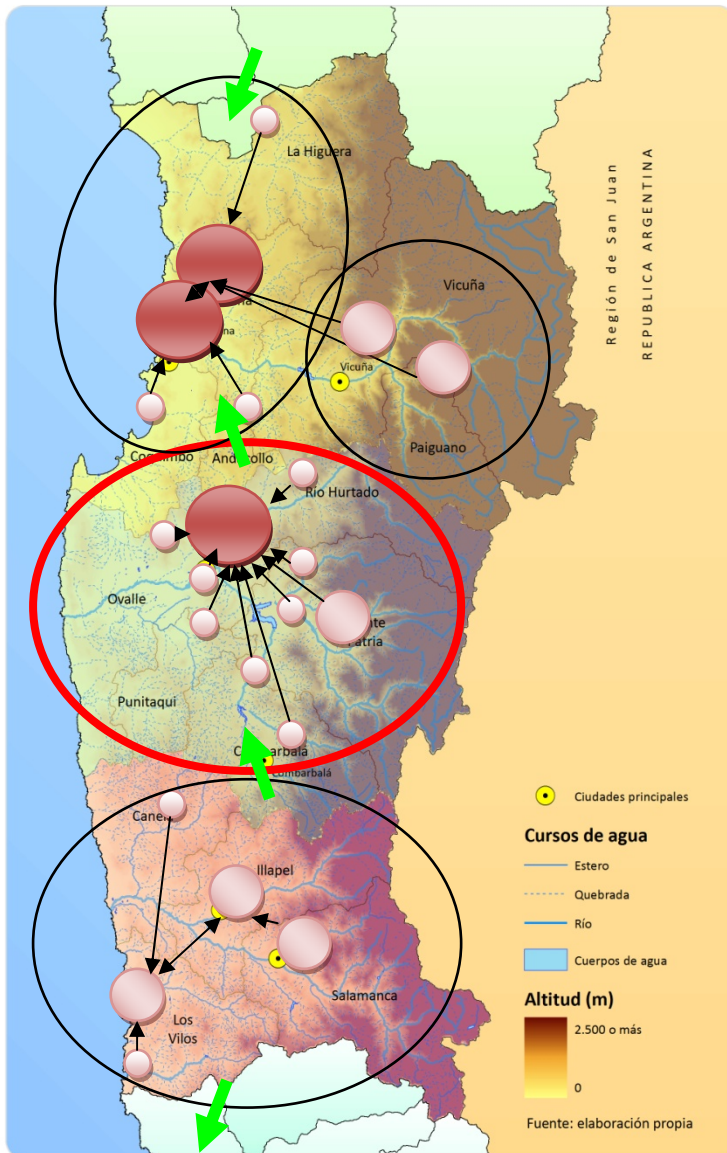 La Higuera
Región de San Juan
REPUBLICA ARGENTINA
Vicuña
Vicuña
Paiguano
Andacollo
Río Hurtado
Ovalle
Patria
Punitaqui
Combarbalá
Illapel
Salamanca
Los
Vilos
Ciudades principales
Cursos de agua
Estero
Quebrada
Río
Cuerpos de agua
Altitud (m)
2.500 o más
0
Fuente: elaboración propia